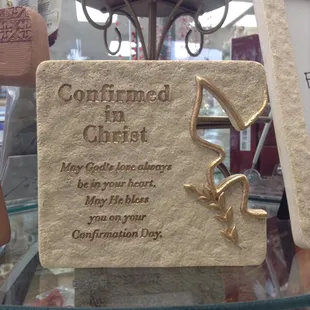 Confirmed
in
Christ
May God's love always
be in your heart.
May He bless
you on your
Confirmation Day.